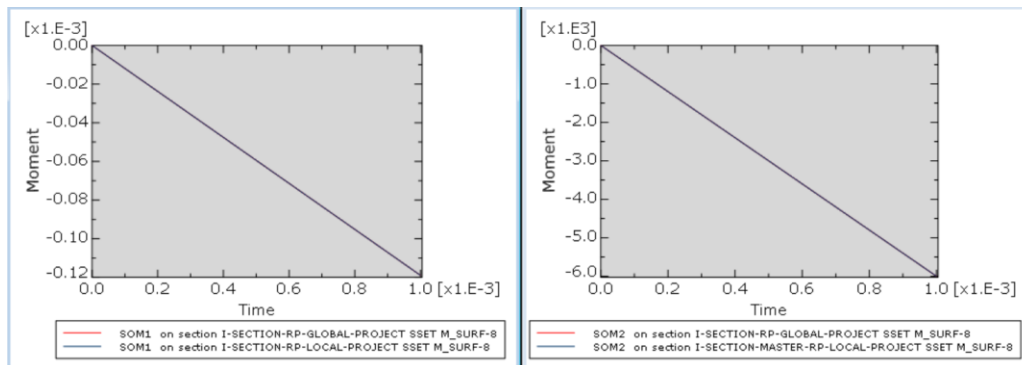 [x1.E-3]
0.00
-0.02
-0.04
-0.06
-0.08
-0.10
-0.12
Moment
0.0 0.2 0.4 0.6 0.8 1.0 [x1.E-3]
Time
SOM1 on section I-SECTION-RP-GLOBAL-PROJECT SSET M_SURF-8
SOM1 on section I-SECTION-RP-LOCAL-PROJECT SSET M_SURF-8
[x1.E3]
0.0
-1.0
-2.0
-3.0
-4.0
-5.0
-6.0
Moment
0.0 0.2 0.4 0.6 0.8 1.0 [x1.E-3]
Time
SOM2 on section I-SECTION-RP-GLOBAL-PROJECT SSET M_SURF-8
SOM2 on section I-SECTION-MASTER-RP-LOCAL-PROJECT SSET M_SURF-8